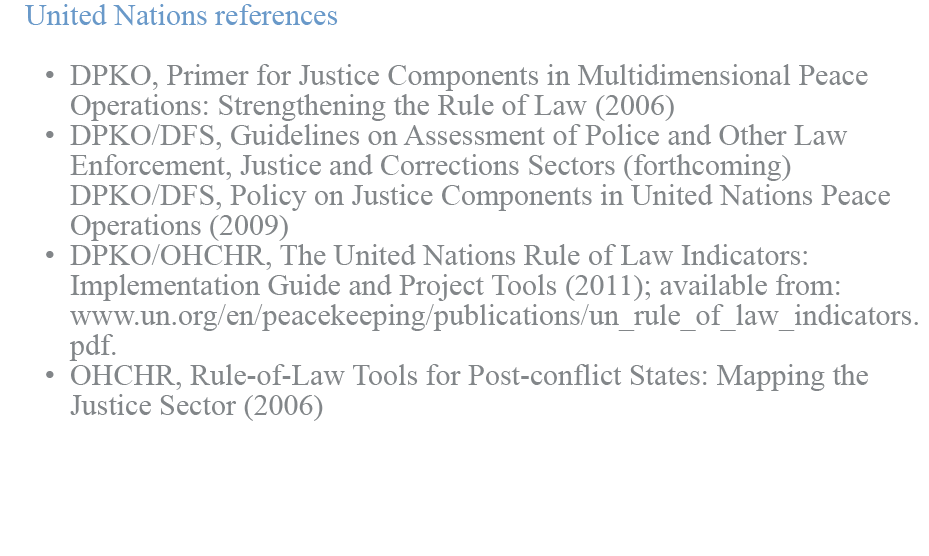 United Nations references
• DPKO, Primer for Justice Components in Multidimensional Peace
Operations: Strengthening the Rule of Law (2006)
• DPKO/DFS, Guidelines on Assessment of Police and Other Law
Enforcement, Justice and Corrections Sectors (forthcoming)
DPKO/DFS, Policy on Justice Components in United Nations Peace
Operations (2009)
• DPKO/OHCHR, The United Nations Rule of Law Indicators:
Implementation Guide and Project Tools (2011); available from:
www.un.org/en/peacekeeping/publications/un_rule_of_law_indicators.
pdf.
• OHCHR, Rule-of-Law Tools for Post-conflict States: Mapping the
Justice Sector (2006)